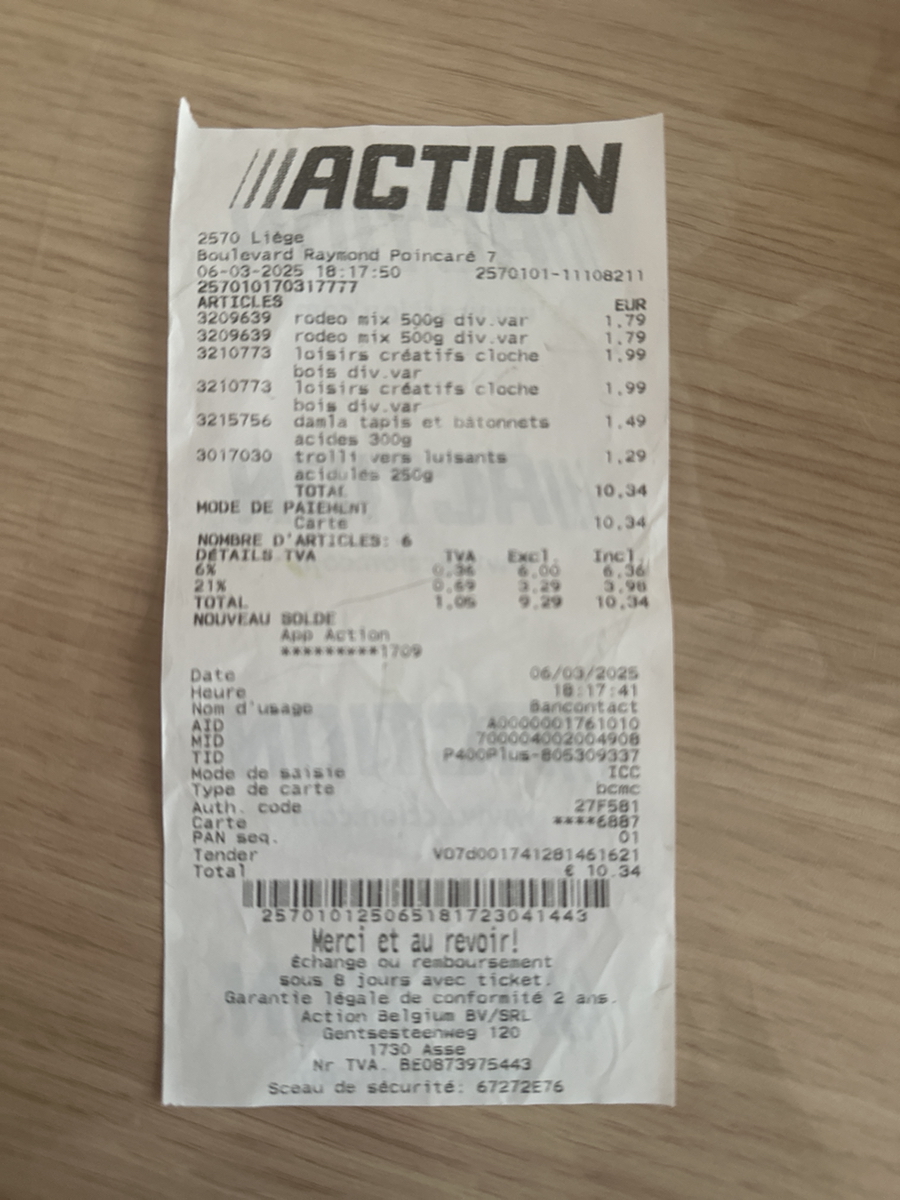 ACTION
2570 Liège
Boulevard Raymond Poincaré 7
06-03-2025 18:17:50 2570101-11108211
257010170317777
ARTICLES EUR
3209639 rodeo mix 500g div.var 1,79
3209639 rodeo mix 500g div.var 1,79
3210773 loisirs créatifs cloche 1,99
bois div.var
3210773 loisirs créatifs cloche 1,99
bois div.var
3215756 damla tapis et bâtonnets 1,49
acides 300g
3017030 trolli vers luisants 1,29
acidulés 250g
TOTAL 10,34
MODE DE PAIEMENT
Carte 10,34
NOMBRE D'ARTICLES: 6
DÉTAILS TVA TVA Excl. Incl.
6% 0,36 6,00 6,36
21% 0,69 3,29 3,98
TOTAL 1,05 9,29 10,34
NOUVEAU SOLDE
App Action
*********1709
Date 06/03/2025
Heure 18:17:41
Nom d'usage Bancontact
AID A0000001761010
MID 700004002004908
TID P400Plus-805309337
Mode de saisie ICC
Type de carte bcmc
Auth. code 27F581
Carte ****6887
PAN seq. 01
Tender V07d001741281461621
Total € 10.34
257010125065181723041443
Merci et au revoir!
Échange ou remboursement
sous 8 jours avec ticket.
Garantie légale de conformité 2 ans.
Action Belgium BV/SRL
Gentsesteenweg 120
1730 Asse
Nr TVA. BE0873975443
Sceau de sécurité: 67272E76